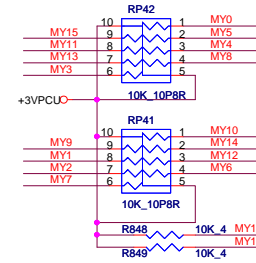 RP42
10 1 MY0
MY15 9 2 MY5
MY11 8 3 MY4
MY13 7 4 MY8
MY3 6 5
+3VPCU 10K_10P8R
RP41
10 1 MY10
MY9 9 2 MY14
MY1 8 3 MY12
MY2 7 4 MY6
MY7 6 5
10K_10P8R
R848 10K_4 MY1
R849 10K_4 MY1